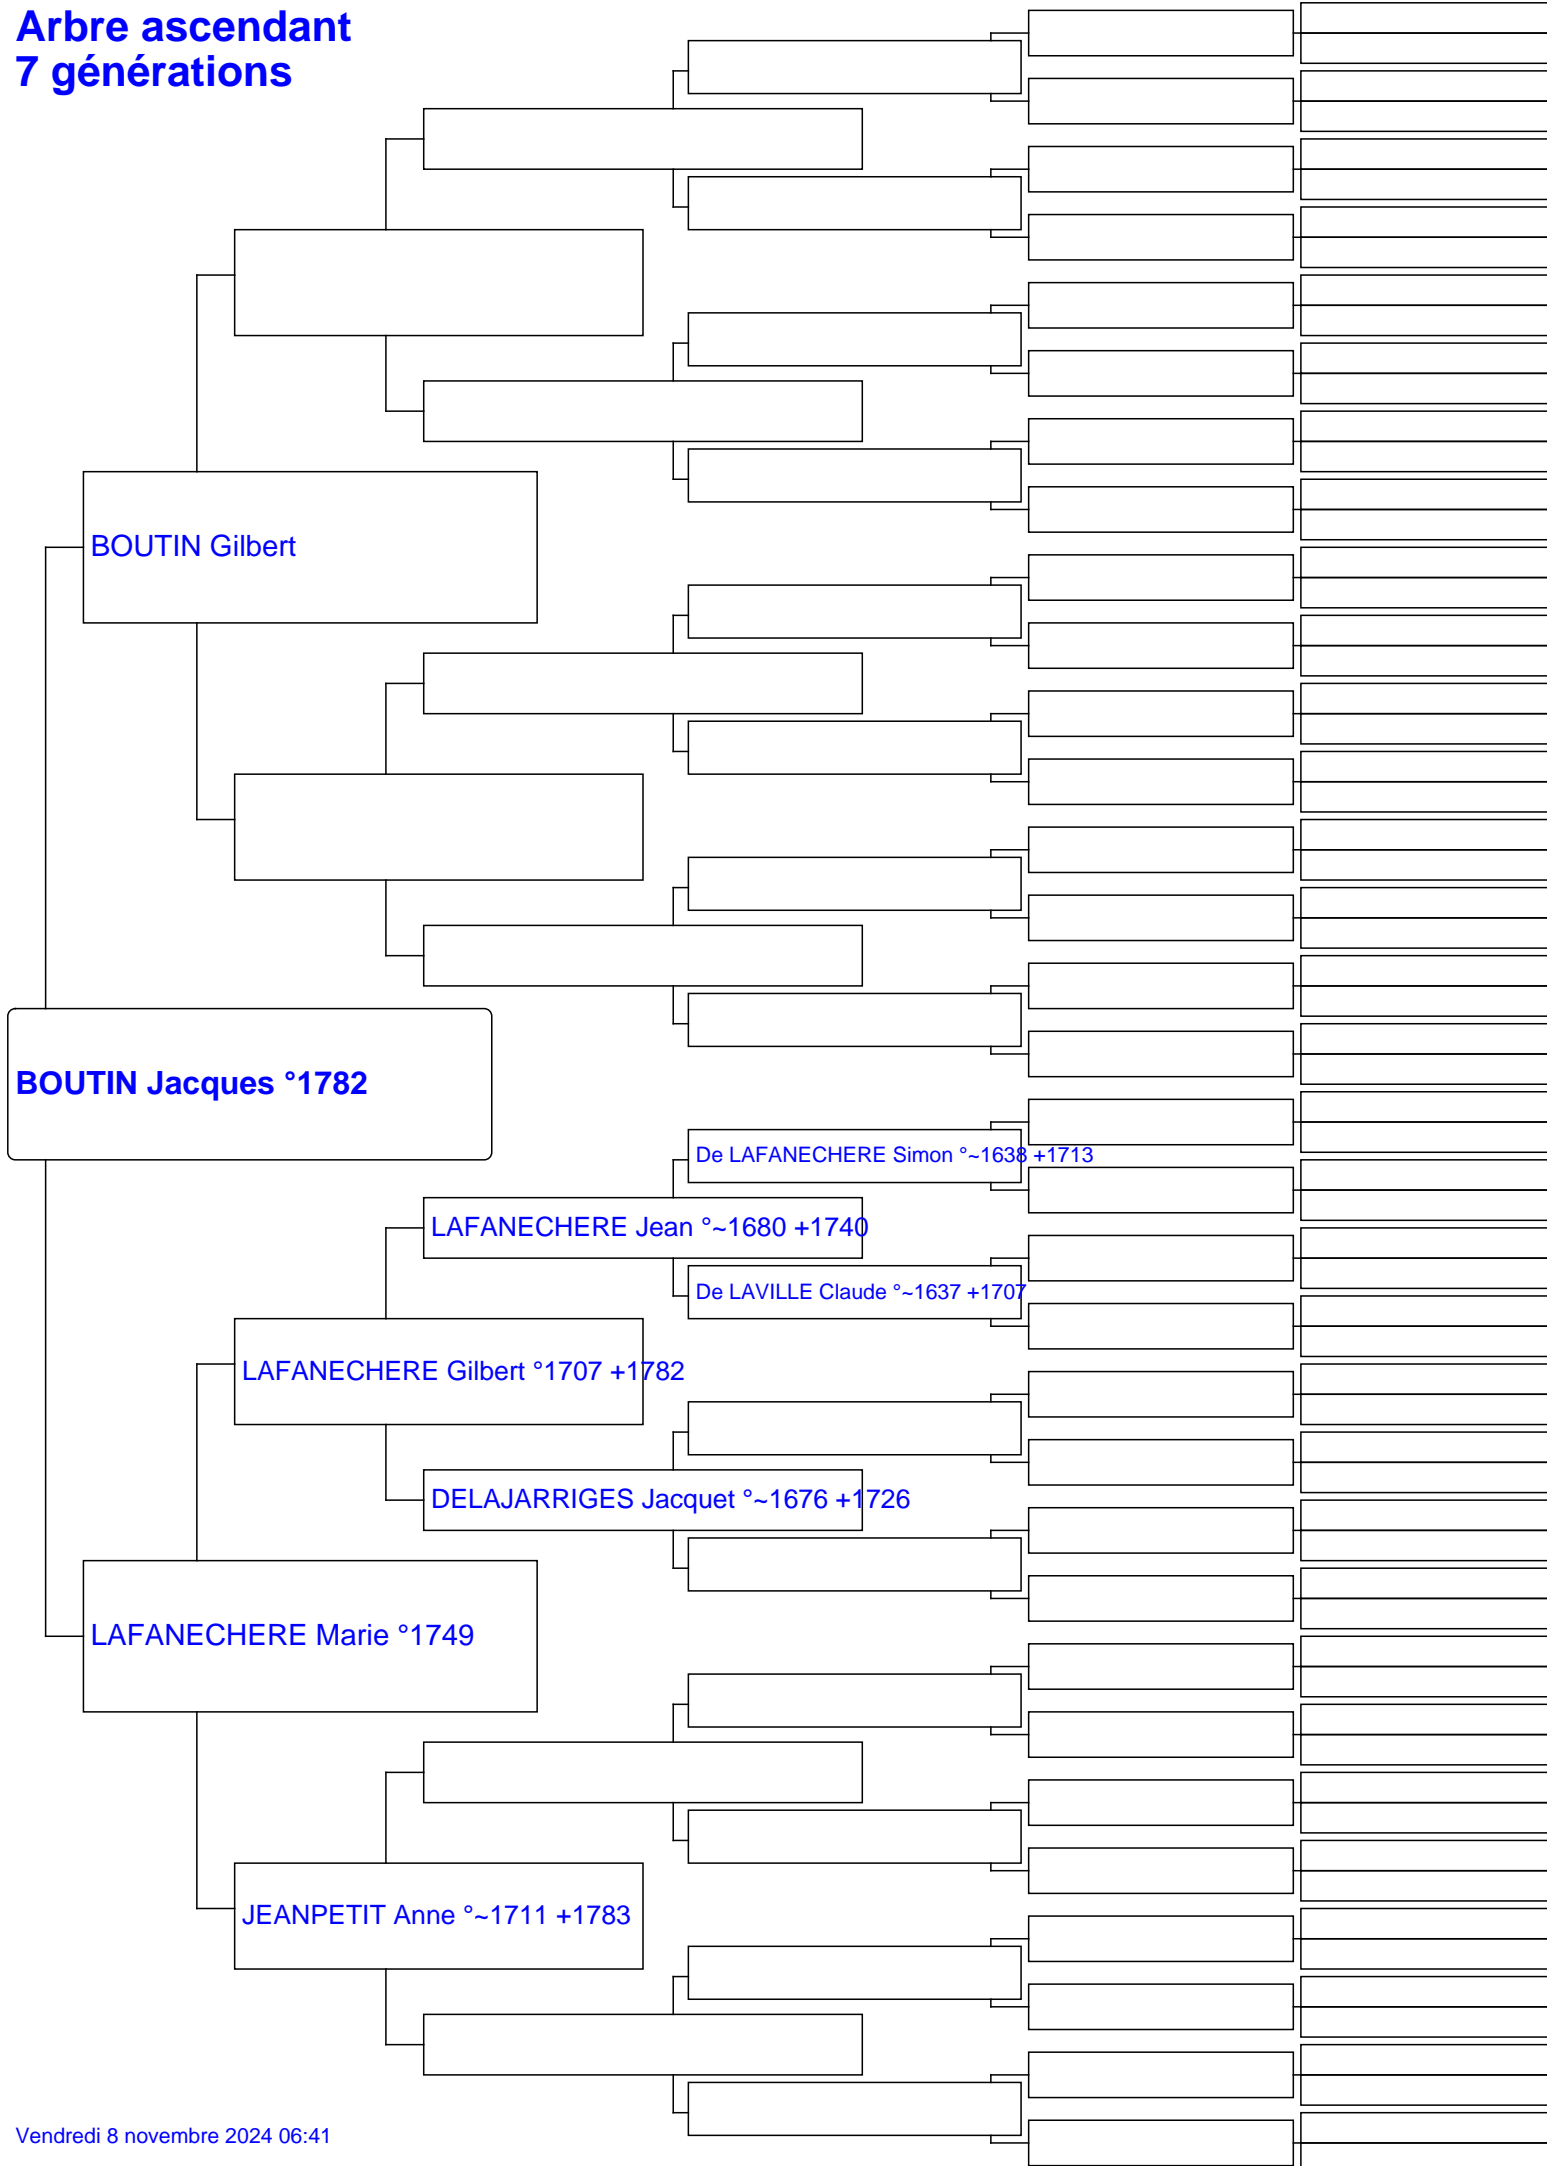 Arbre ascendant
7 générations
BOUTIN Gilbert
BOUTIN Jacques °1782
De LAFANECHERE Simon °~1638 +1713
LAFANECHERE Jean °~1680 +1740
De LAVILLE Claude °~1637 +1707
LAFANECHERE Gilbert °1707 +1782
DELAJARRIGES Jacquet °~1676 +1726
LAFANECHERE Marie °1749
JEANPETIT Anne °~1711 +1783
Vendredi 8 novembre 2024 06:41